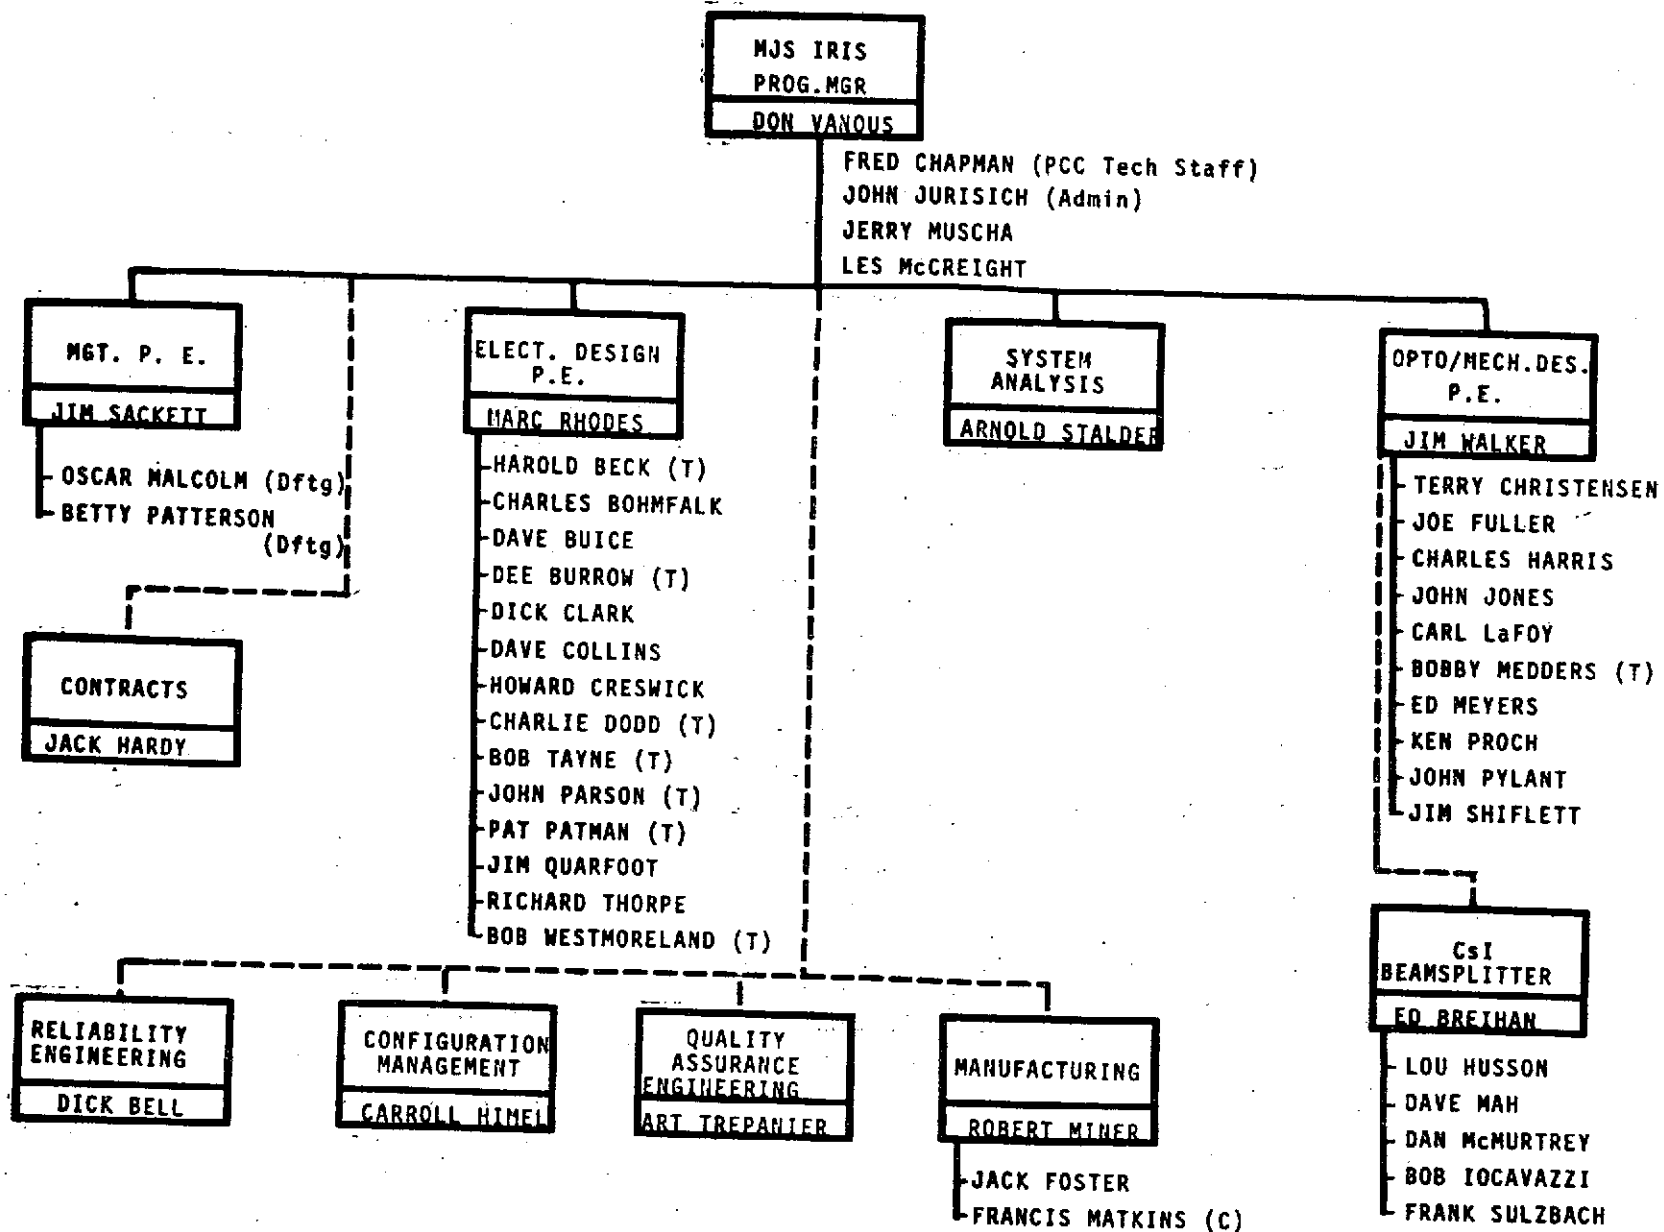 MJS IRIS
PROG.MGR
DON VANOUS
FRED CHAPMAN (PCC Tech Staff)
JOHN JURISICH (Admin)
JERRY MUSCHA
LES McCREIGHT
MGT. P. E.
JIM SACKETT
OSCAR MALCOLM (Dftg)
BETTY PATTERSON
(Dftg)
CONTRACTS
JACK HARDY
ELECT. DESIGN
P.E.
MARC RHODES
HAROLD BECK (T)
CHARLES BOHMFALK
DAVE BUICE
DEE BURROW (T)
DICK CLARK
DAVE COLLINS
HOWARD CRESWICK
CHARLIE DODD (T)
BOB TAYNE (T)
JOHN PARSON (T)
PAT PATMAN (T)
JIM QUARFOOT
RICHARD THORPE
BOB WESTMORELAND (T)
SYSTEM
ANALYSIS
ARNOLD STALDER
OPTO/MECH.DES.
P.E.
JIM WALKER
TERRY CHRISTENSEN
JOE FULLER
CHARLES HARRIS
JOHN JONES
CARL LaFOY
BOBBY MEDDERS (T)
ED MEYERS
KEN PROCH
JOHN PYLANT
JIM SHIFLETT
CsI
BEAMSPLITTER
ED BREIHAN
LOU HUSSON
DAVE MAH
DAN McMURTREY
BOB IOCAVAZZI
FRANK SULZBACH
RELIABILITY
ENGINEERING
DICK BELL
CONFIGURATION
MANAGEMENT
CARROLL HIMEL
QUALITY
ASSURANCE
ENGINEERING
ART TREPANIER
MANUFACTURING
ROBERT MINER
JACK FOSTER
FRANCIS MATKINS (C)